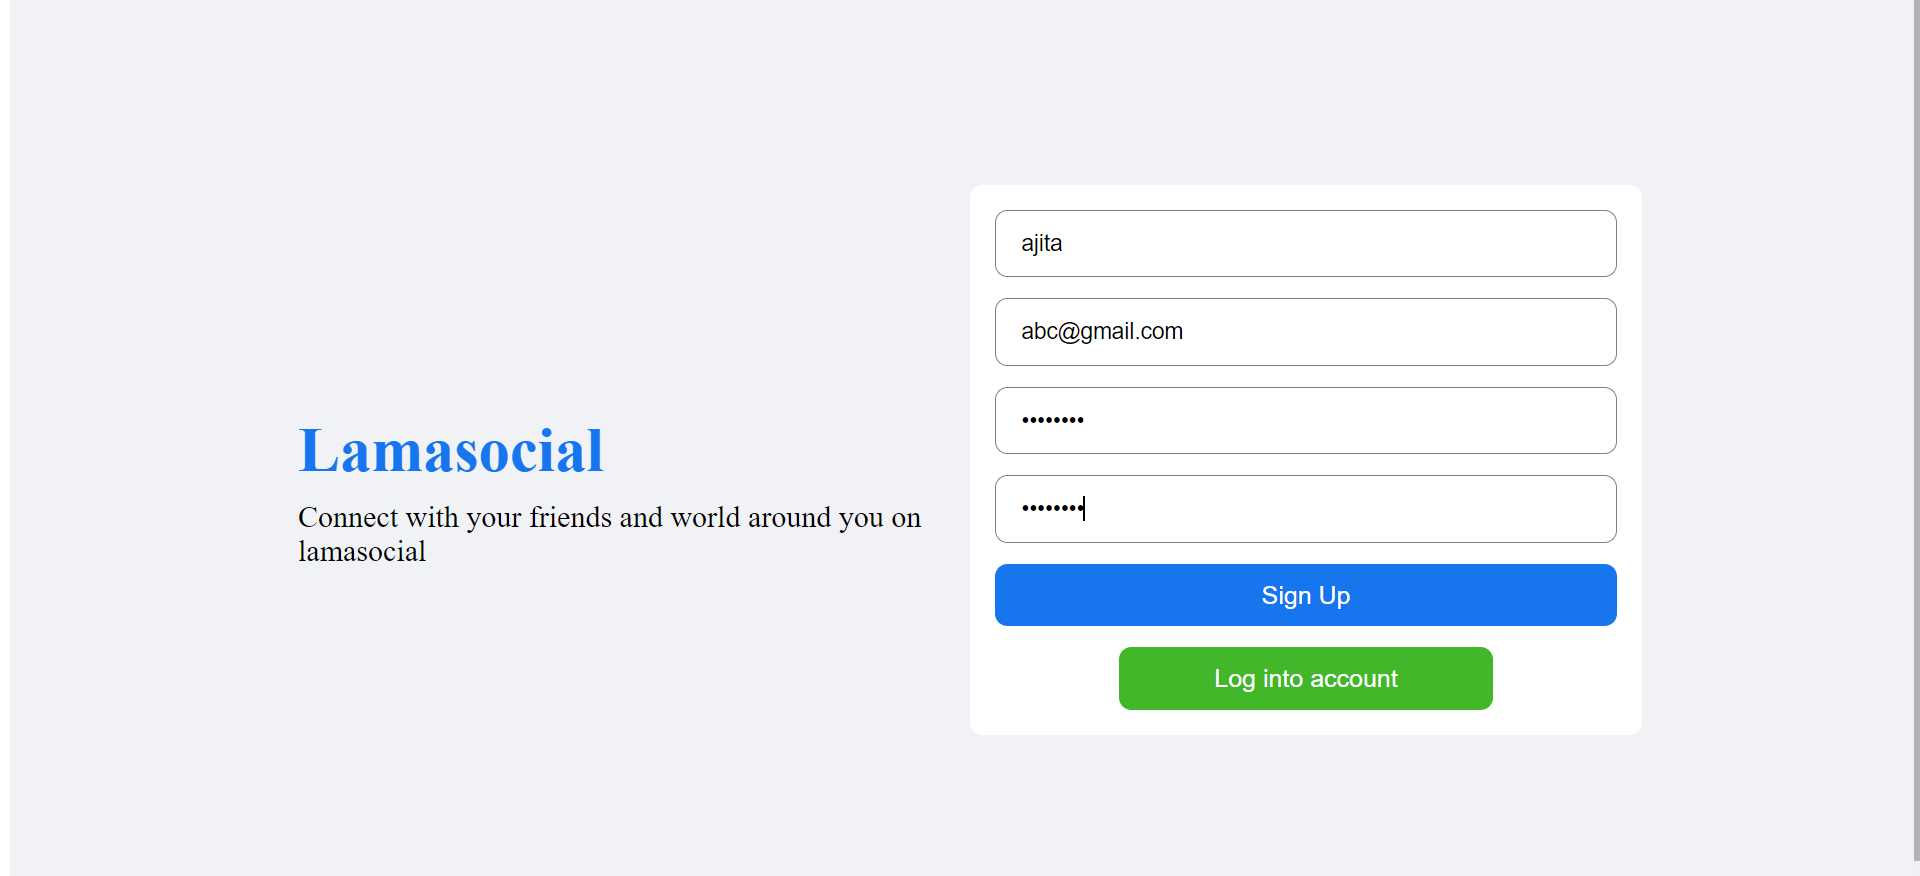 Lamasocial
Connect with your friends and world around you on
lamasocial
ajita
abc@gmail.com
••••••••
••••••••
Sign Up
Log into account